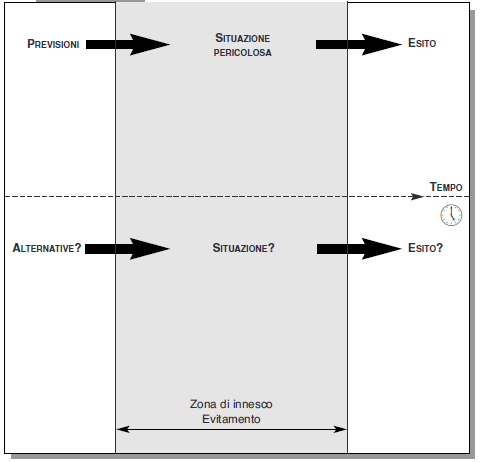 PREVISIONI
SITUAZIONE
PERICOLOSA
ESITO
TEMPO
ALTERNATIVE?
SITUAZIONE?
ESITO?
Zona di innesco
Evitamento